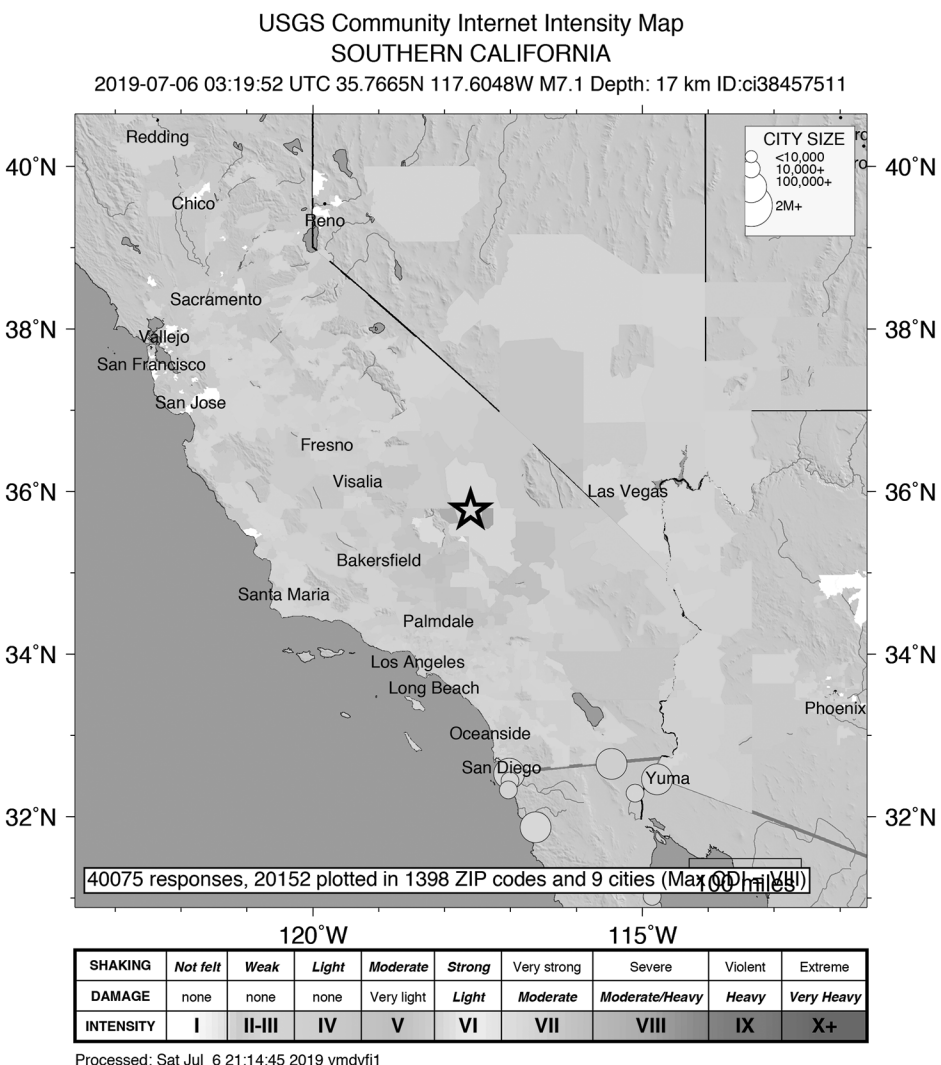 USGS Community Internet Intensity Map
SOUTHERN CALIFORNIA
2019-07-06 03:19:52 UTC 35.7665N 117.6048W M7.1 Depth: 17 km ID:ci38457511
CITY SIZE
<10,000
10,000+
100,000+
2M+
40˚N
40˚N
38˚N
38˚N
36˚N
36˚N
34˚N
34˚N
32˚N
32˚N
Redding
Chico
Reno
Sacramento
Vallejo
San Francisco
San Jose
Fresno
Visalia
Las Vegas
Bakersfield
Santa Maria
Palmdale
Los Angeles
Long Beach
Phoenix
Oceanside
San Diego
Yuma
40075 responses, 20152 plotted in 1398 ZIP codes and 9 cities (Max CDI = VIII)
100 miles
120˚W
115˚W
SHAKING Not felt Weak Light Moderate Strong Very strong Severe Violent Extreme
DAMAGE none none none Very light Light Moderate Moderate/Heavy Heavy Very Heavy
INTENSITY I II-III IV V VI VII VIII IX X+
Processed: Sat Jul 6 21:14:45 2019 vmdyfi1